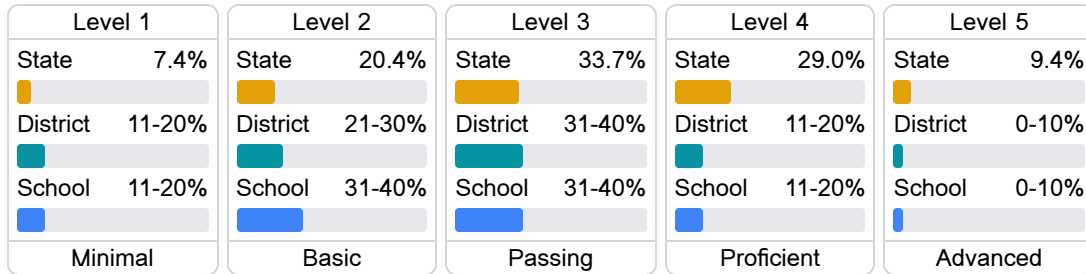 Level 1
State 7.4%
District 11-20%
School 11-20%
Minimal
Level 2
State 20.4%
District 21-30%
School 31-40%
Basic
Level 3
State 33.7%
District 31-40%
School 31-40%
Passing
Level 4
State 29.0%
District 11-20%
School 11-20%
Proficient
Level 5
State 9.4%
District 0-10%
School 0-10%
Advanced